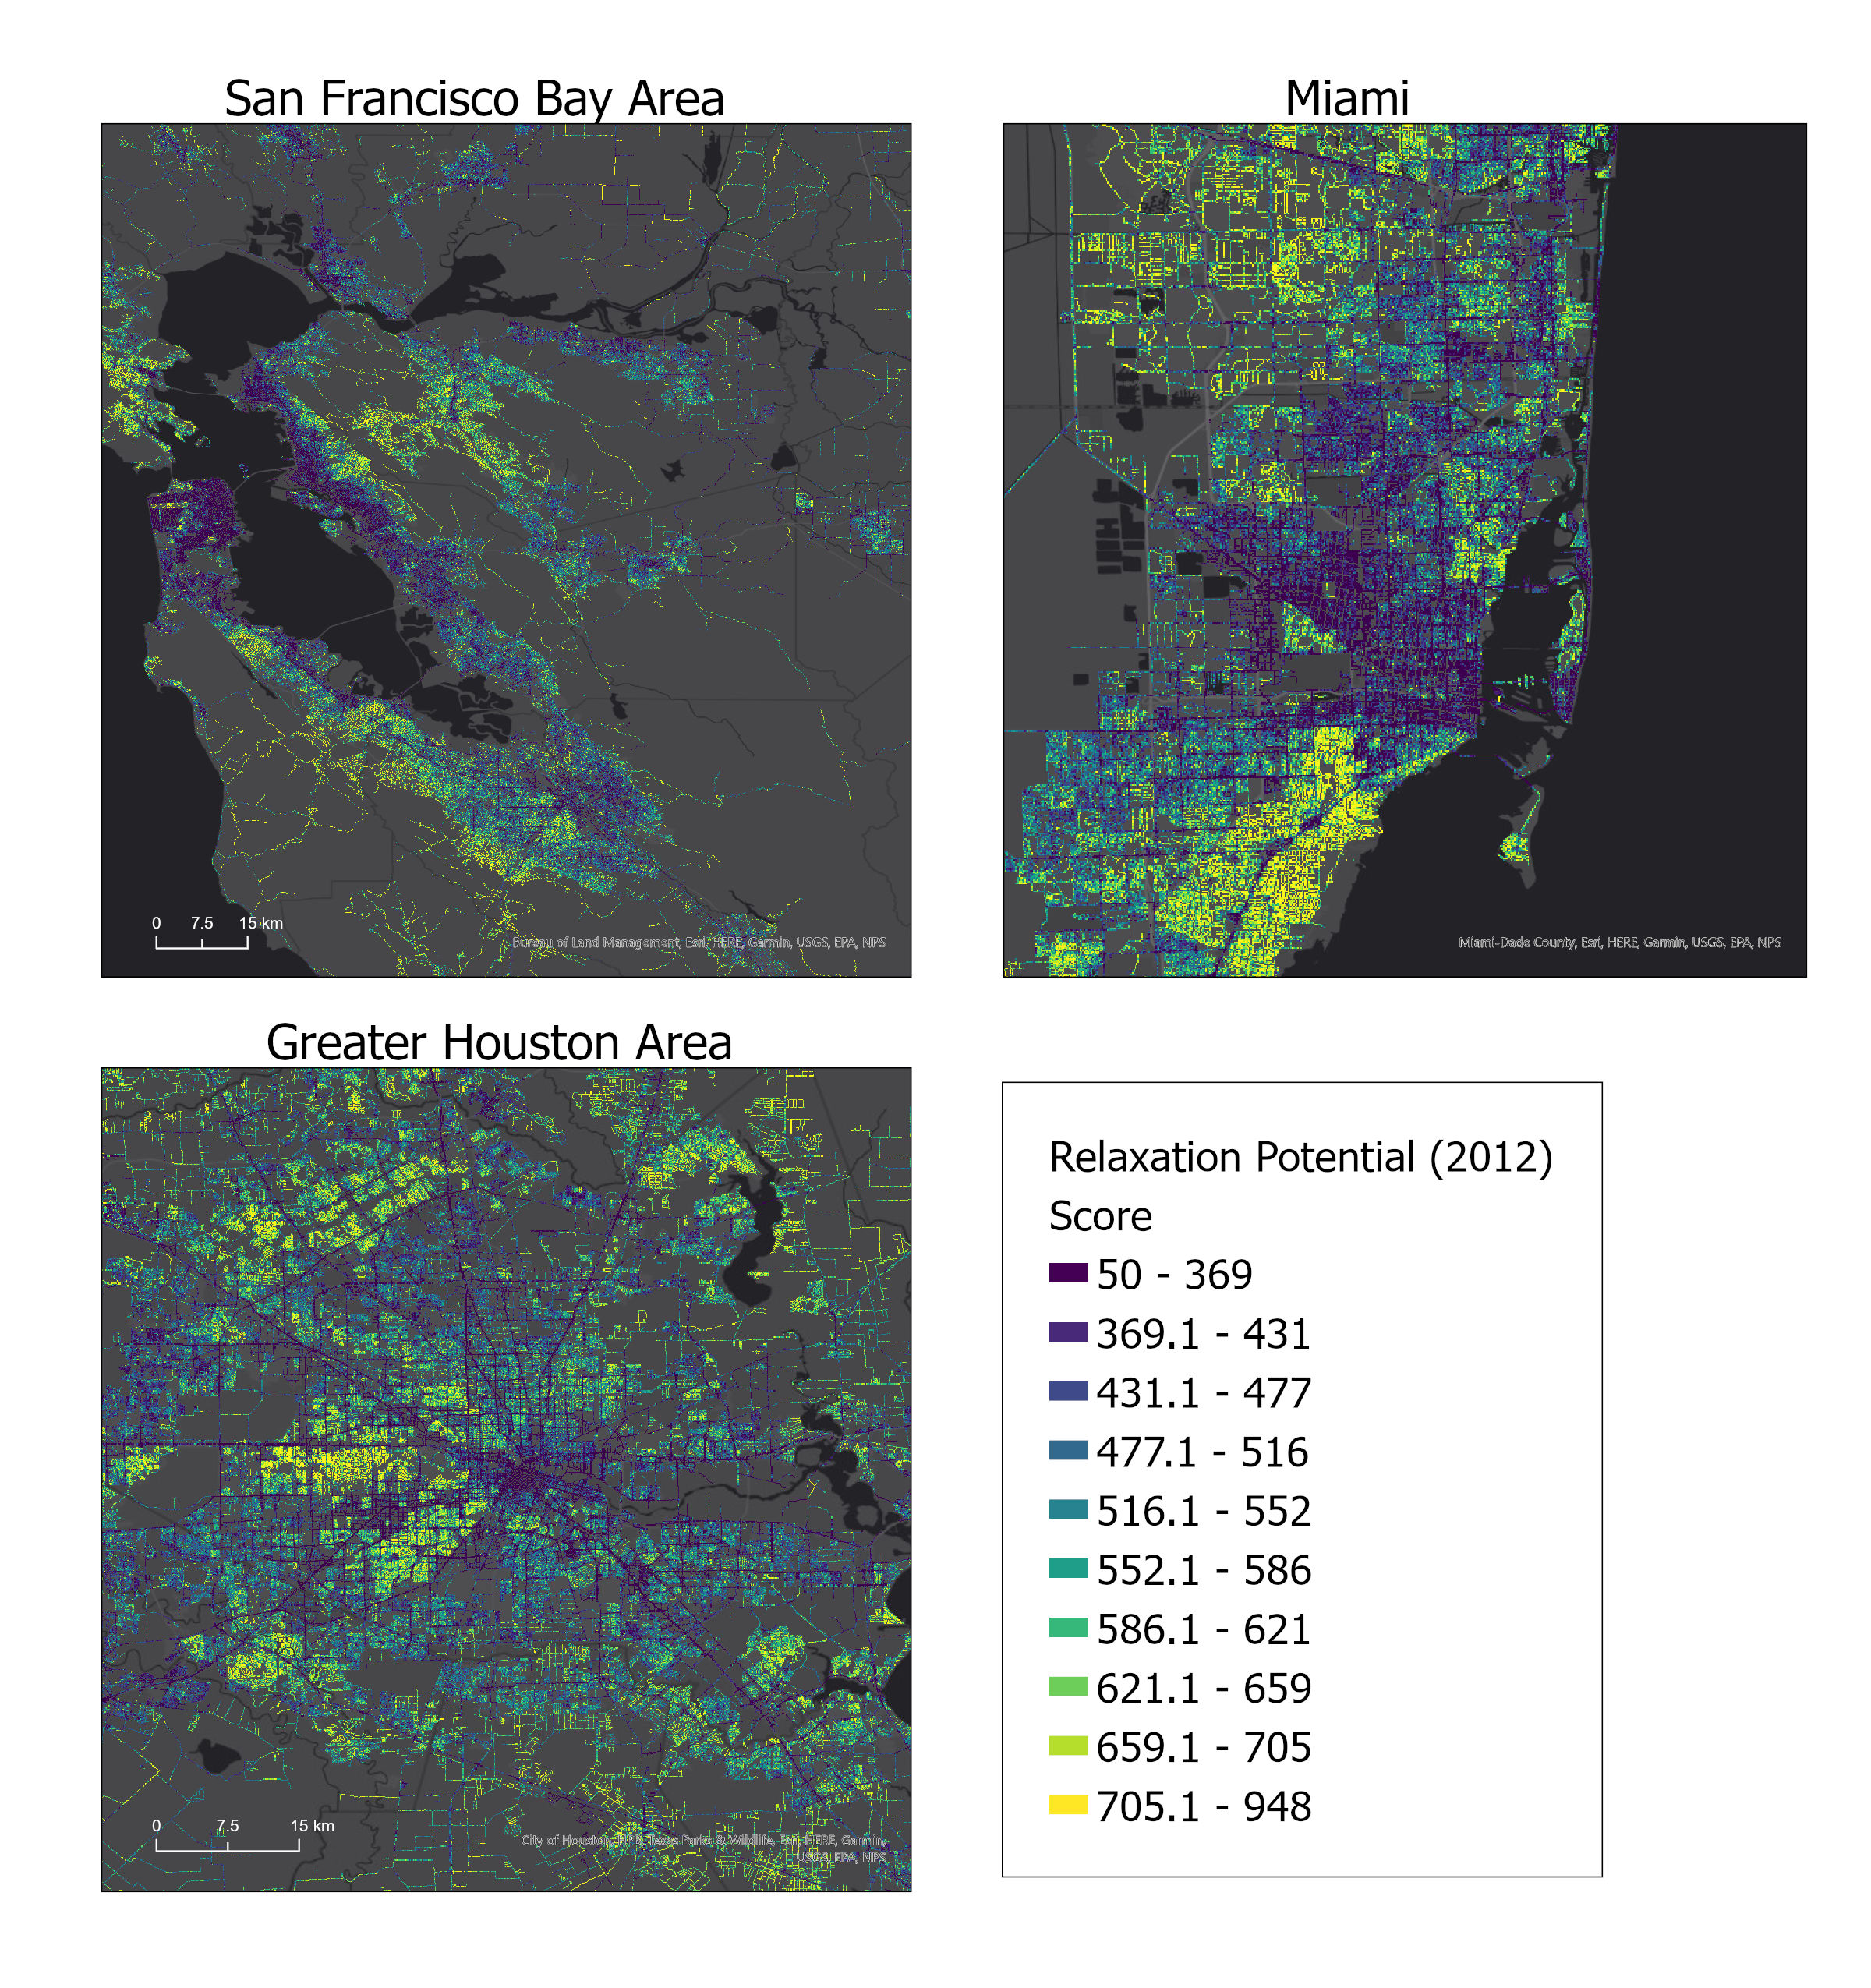 San Francisco Bay Area
0 7.5 15 km
Bureau of Land Management, Esri, HERE, Garmin, USGS, EPA, NPS
Miami
Miami-Dade County, Esri, HERE, Garmin, USGS, EPA, NPS
Greater Houston Area
0 7.5 15 km
City of Houston, Texas Parks & Wildlife, Esri, HERE, Garmin,
USGS, EPA, NPS
Relaxation Potential (2012)
Score
50 - 369
369.1 - 431
431.1 - 477
477.1 - 516
516.1 - 552
552.1 - 586
586.1 - 621
621.1 - 659
659.1 - 705
705.1 - 948